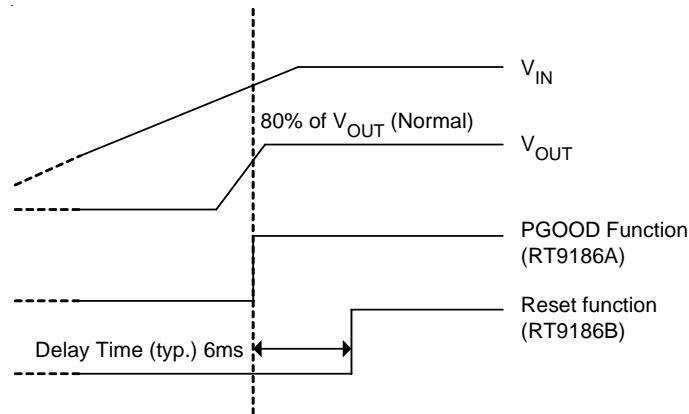 V_IN
80% of V_OUT (Normal)
V_OUT
PGOOD Function
(RT9186A)
Reset function
(RT9186B)
Delay Time (typ.) 6ms